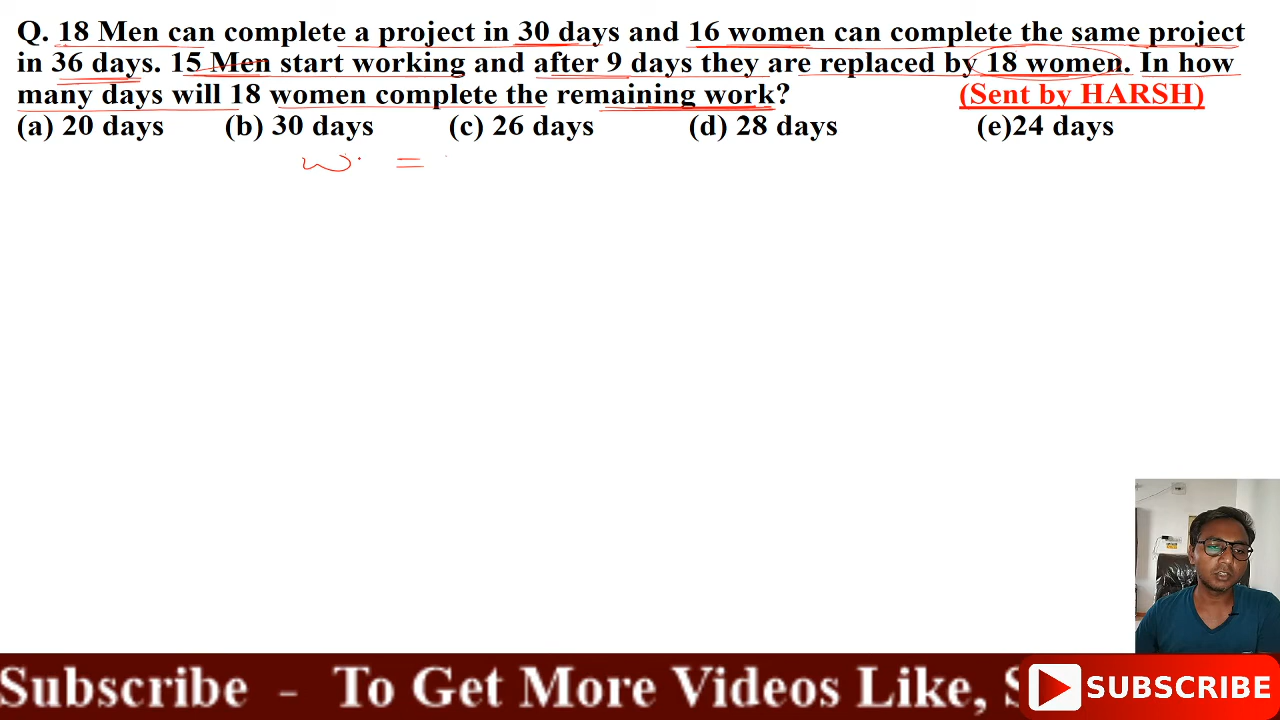 Q. 18 Men can complete a project in 30 days and 16 women can complete the same project
in 36 days. 15 Men start working and after 9 days they are replaced by 18 women. In how
many days will 18 women complete the remaining work? (Sent by HARSH)
(a) 20 days (b) 30 days (c) 26 days (d) 28 days (e)24 days
W. =
Subscribe - To Get More Videos Like, S
SUBSCRIBE